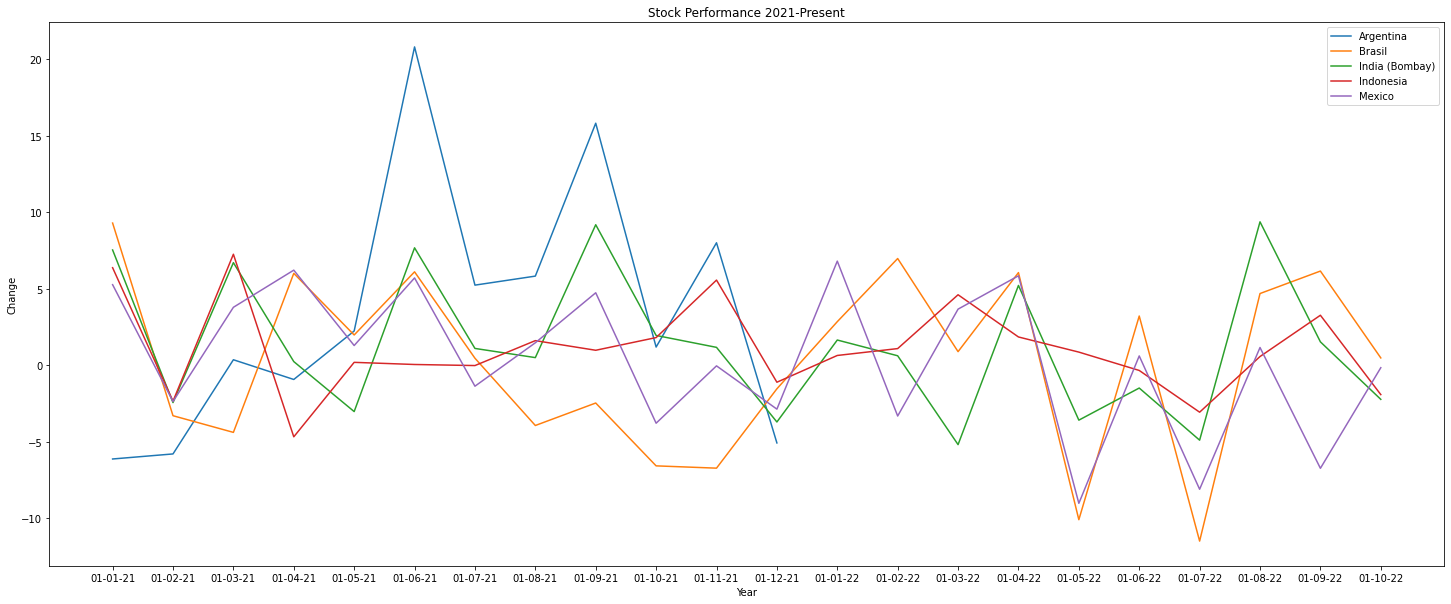 Stock Performance 2021-Present
Argentina
Brasil
India (Bombay)
Indonesia
Mexico
Change
20
15
10
5
0
−5
−10
01-01-21 01-02-21 01-03-21 01-04-21 01-05-21 01-06-21 01-07-21 01-08-21 01-09-21 01-10-21 01-11-21 01-12-21 01-01-22 01-02-22 01-03-22 01-04-22 01-05-22 01-06-22 01-07-22 01-08-22 01-09-22 01-10-22
Year